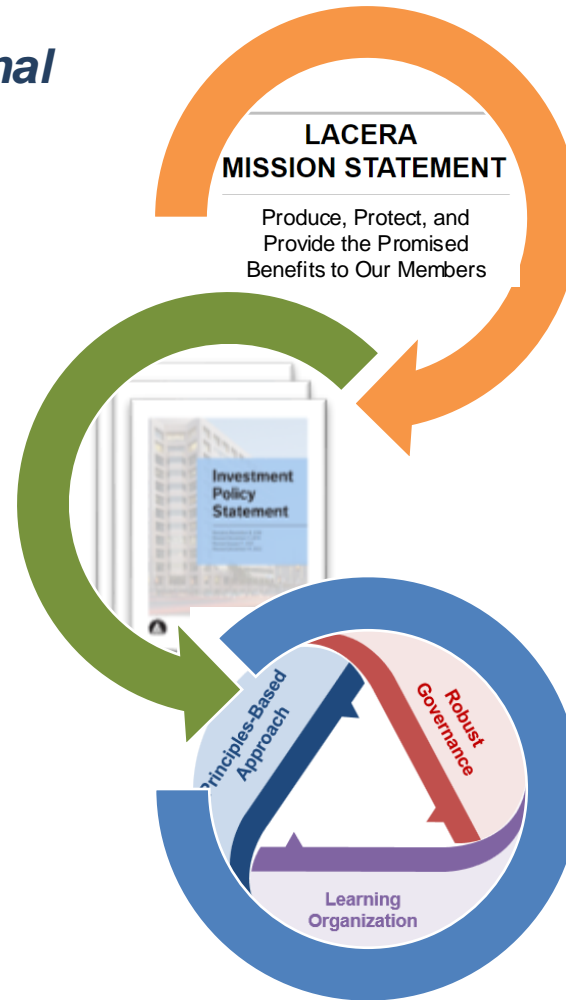 nal
LACERA
MISSION STATEMENT
Produce, Protect, and
Provide the Promised
Benefits to Our Members
Investment
Policy
Statement
Principles-Based
Approach
Robust
Governance
Learning
Organization